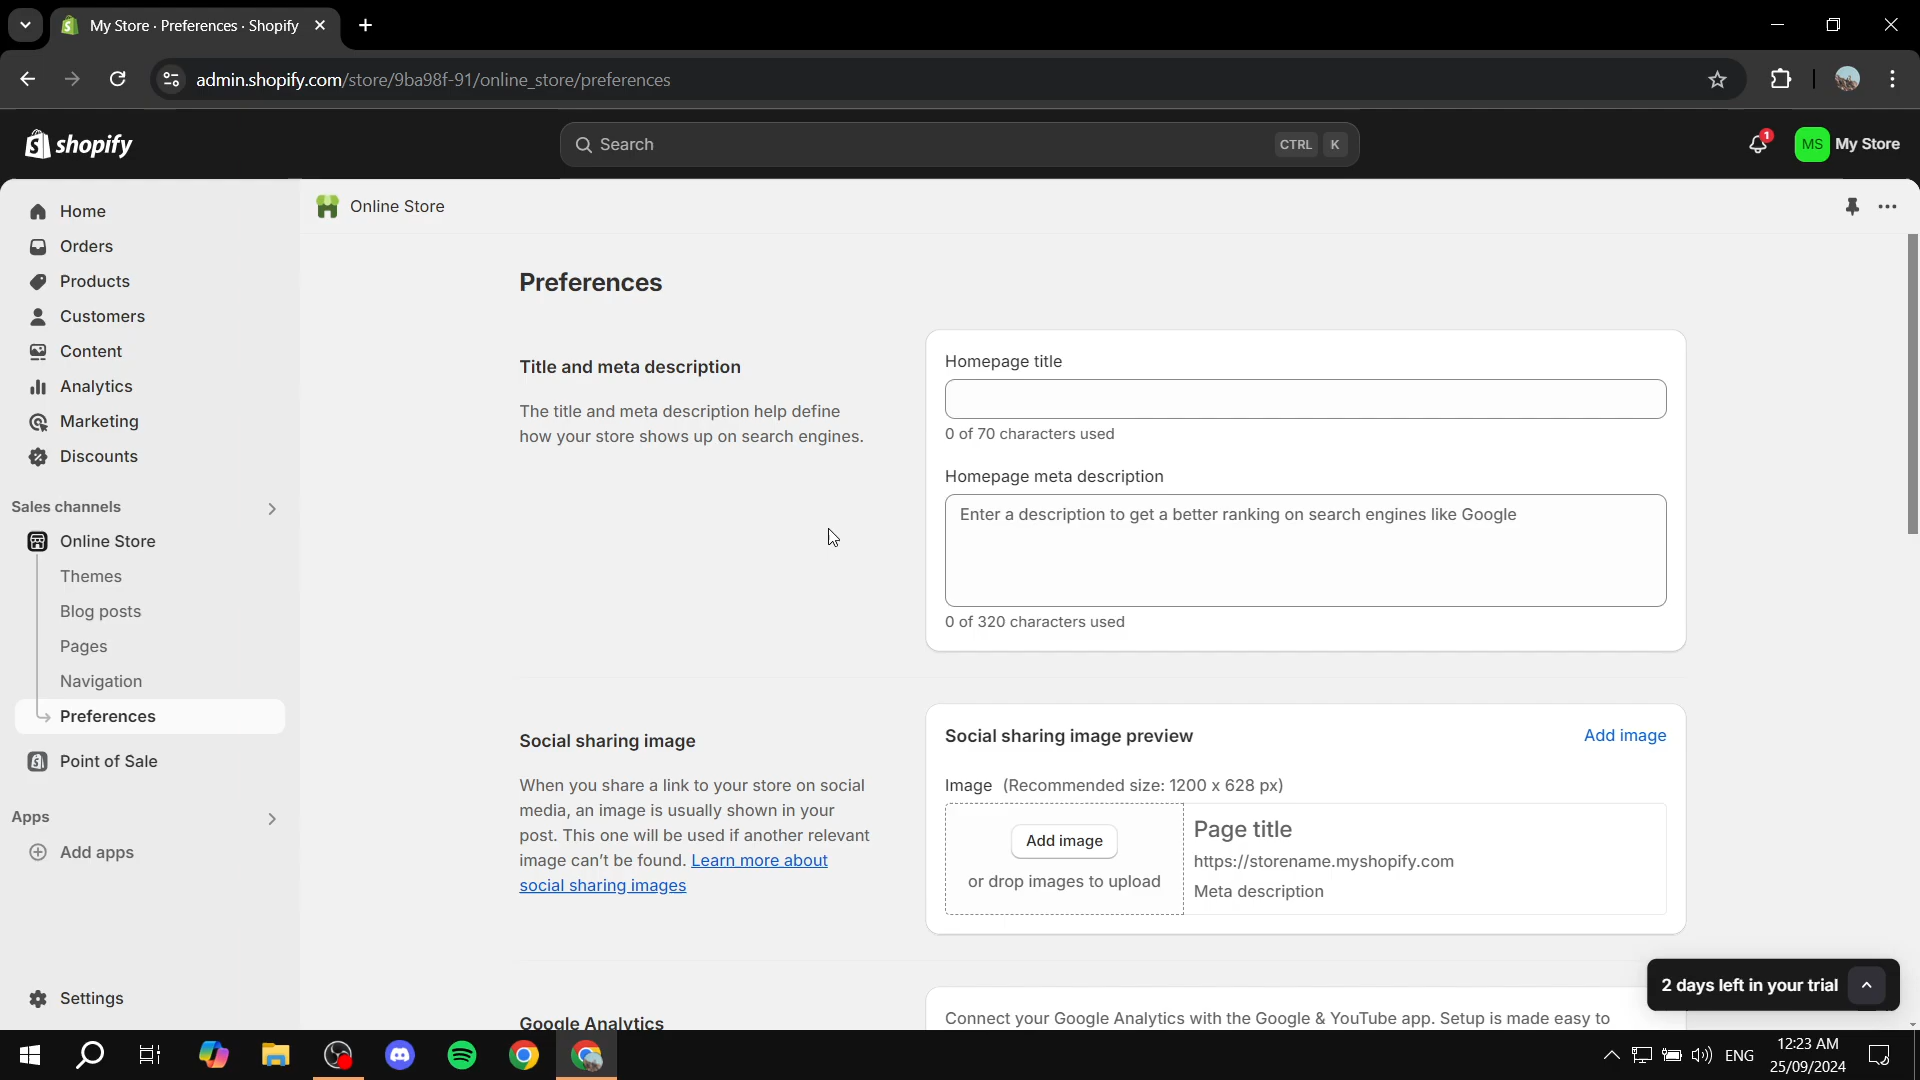 My Store · Preferences · Shopify
admin.shopify.com/store/9ba98f-91/online_store/preferences
shopify
Search
CTRL K
1
MS My Store
Home
Orders
Products
Customers
Content
Analytics
Marketing
Discounts
Sales channels
Online Store
Themes
Blog posts
Pages
Navigation
Preferences
Point of Sale
Apps
Add apps
Settings
Online Store
Preferences
Title and meta description
The title and meta description help define
how your store shows up on search engines.
Homepage title
0 of 70 characters used
Homepage meta description
Enter a description to get a better ranking on search engines like Google
0 of 320 characters used
Social sharing image
When you share a link to your store on social
media, an image is usually shown in your
post. This one will be used if another relevant
image can't be found. Learn more about
social sharing images
Social sharing image preview
Add image
Image (Recommended size: 1200 x 628 px)
Add image
or drop images to upload
Page title
https://storename.myshopify.com
Meta description
Google Analytics
Connect your Google Analytics with the Google & YouTube app. Setup is made easy to
2 days left in your trial
ENG
12:23 AM
25/09/2024